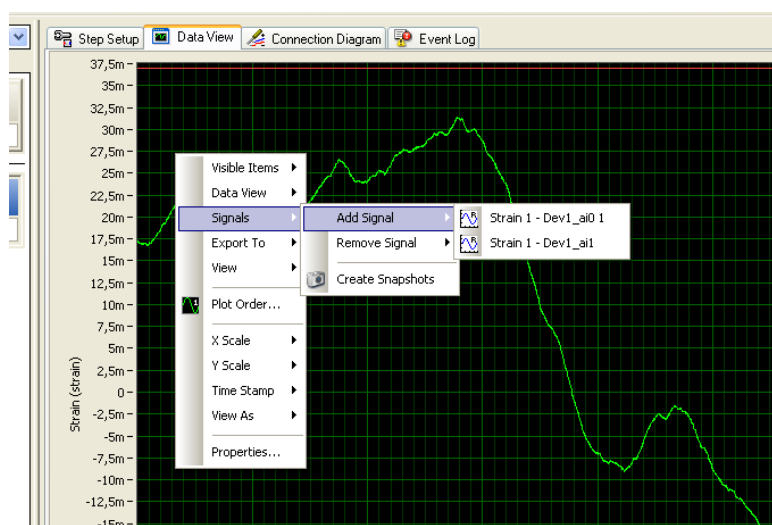 Step Setup
Data View
Connection Diagram
Event Log
37,5m
35m
32,5m
30m
27,5m
25m
22,5m
20m
17,5m
15m
12,5m
10m
7,5m
5m
2,5m
0
-2,5m
-5m
-7,5m
-10m
-12,5m
-15m
Strain (strain)
Visible Items
Data View
Signals
Export To
View
Plot Order...
X Scale
Y Scale
Time Stamp
View As
Properties...
Add Signal
Remove Signal
Create Snapshots
Strain 1 - Dev1_ai0 1
Strain 1 - Dev1_ai1